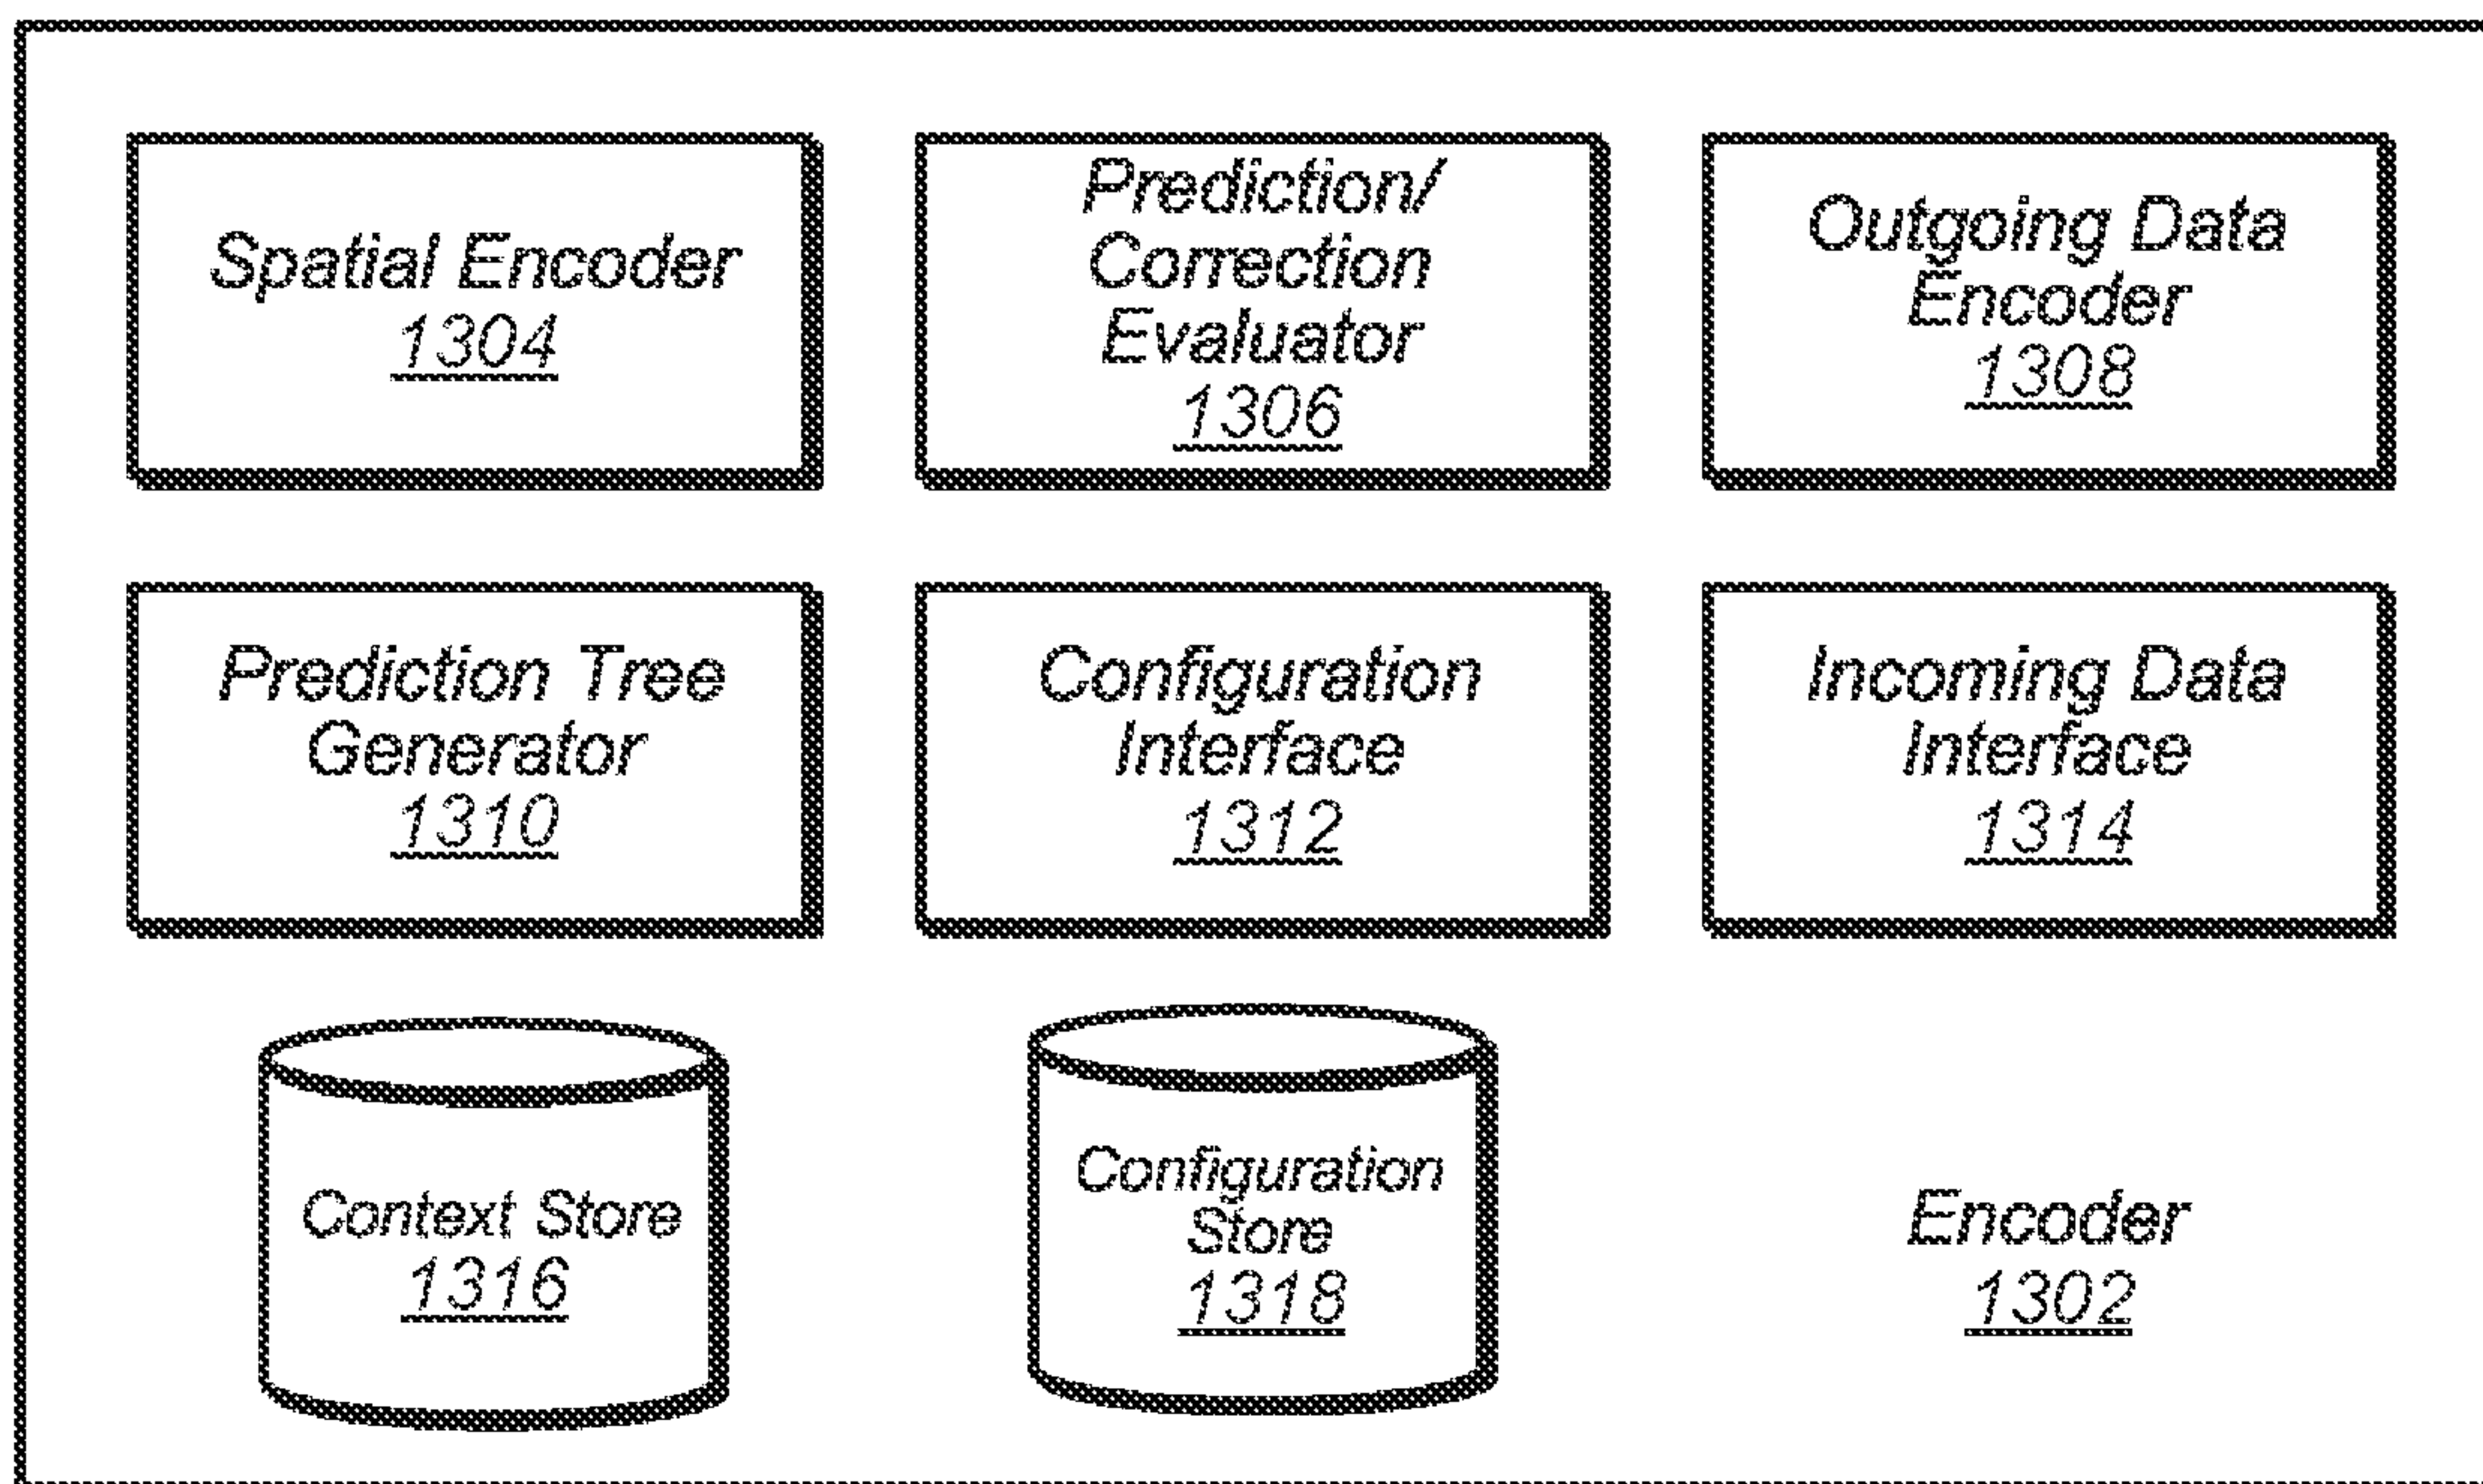 Spatial Encoder
1304
Prediction/
Correction
Evaluator
1306
Outgoing Data
Encoder
1308
Prediction Tree
Generator
1310
Configuration
Interface
1312
Incoming Data
Interface
1314
Context Store
1316
Configuration
Store
1318
Encoder
1302